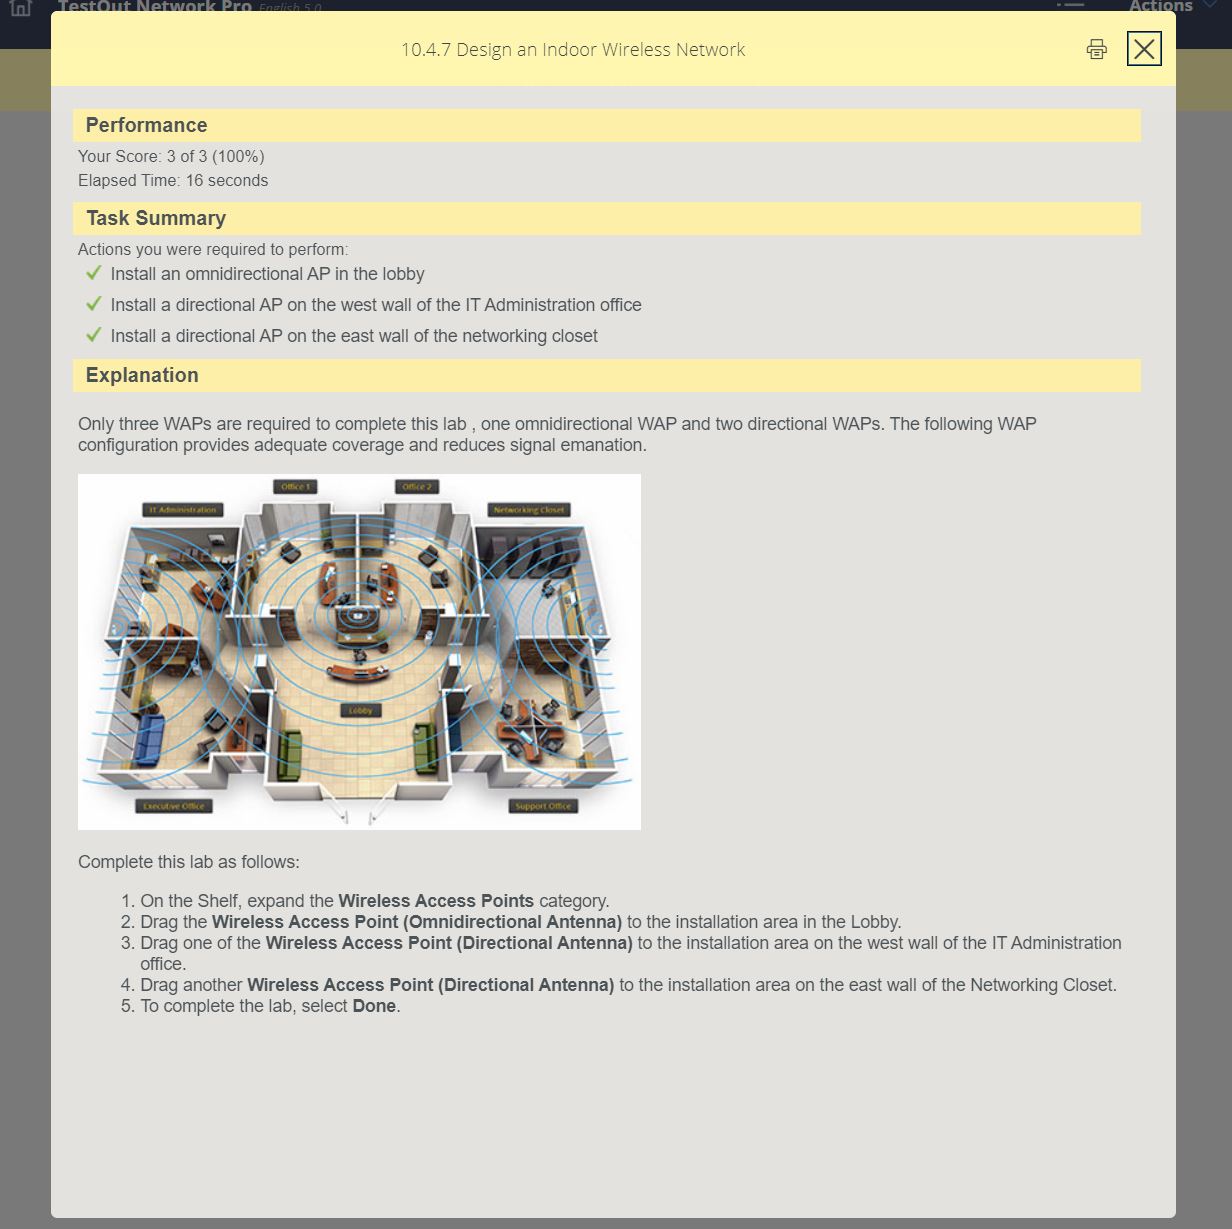 TestOut Network Pro English 5.0
Actions
10.4.7 Design an Indoor Wireless Network
Performance
Your Score: 3 of 3 (100%)
Elapsed Time: 16 seconds
Task Summary
Actions you were required to perform:
Install an omnidirectional AP in the lobby
Install a directional AP on the west wall of the IT Administration office
Install a directional AP on the east wall of the networking closet
Explanation
Only three WAPs are required to complete this lab , one omnidirectional WAP and two directional WAPs. The following WAP
configuration provides adequate coverage and reduces signal emanation.
Office 1
Office 2
IT Administration
Networking Closet
Lobby
Executive Office
Support Office
Complete this lab as follows:
1. On the Shelf, expand the Wireless Access Points category.
2. Drag the Wireless Access Point (Omnidirectional Antenna) to the installation area in the Lobby.
3. Drag one of the Wireless Access Point (Directional Antenna) to the installation area on the west wall of the IT Administration
office.
4. Drag another Wireless Access Point (Directional Antenna) to the installation area on the east wall of the Networking Closet.
5. To complete the lab, select Done.